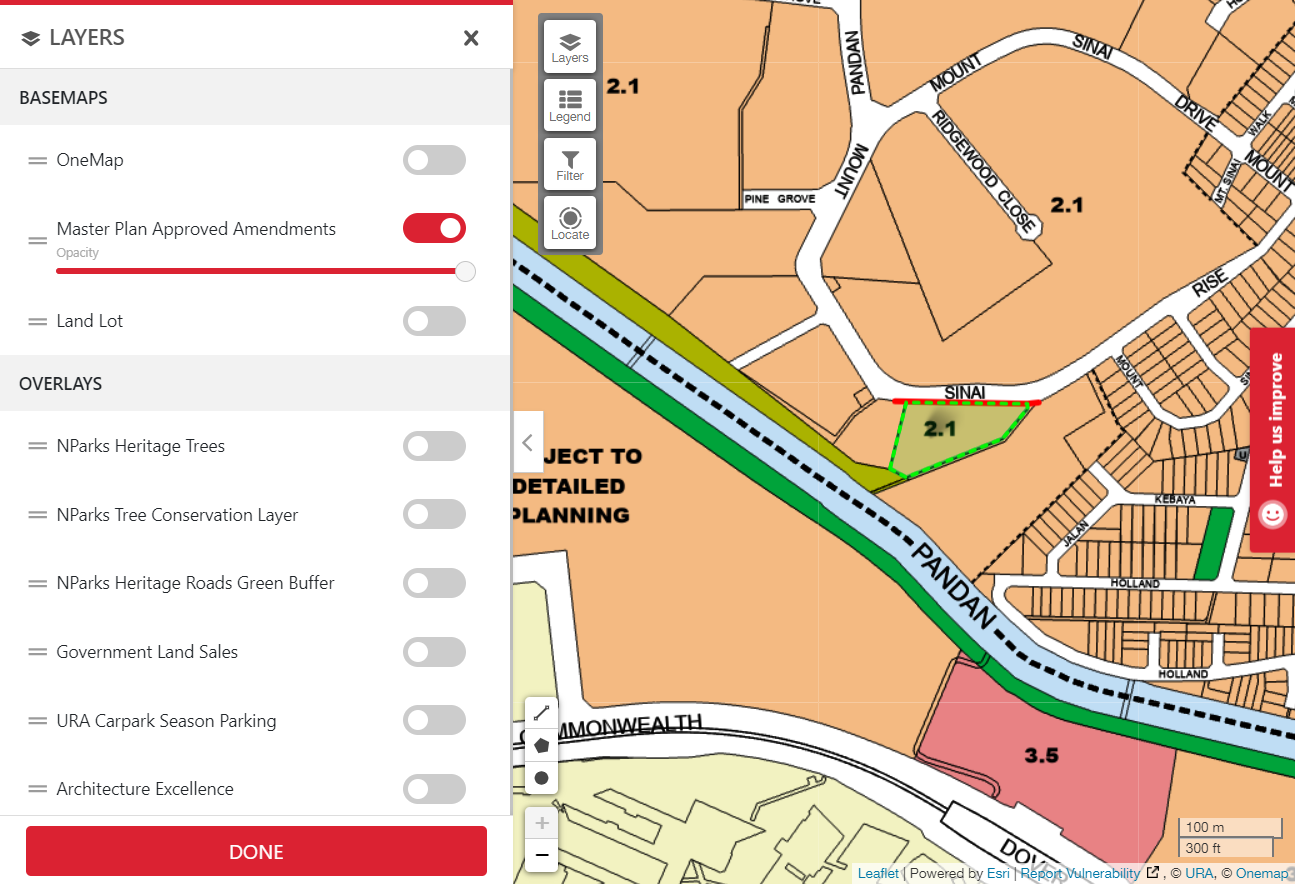 LAYERS
BASEMAPS
OneMap
Master Plan Approved Amendments
Opacity
Land Lot
OVERLAYS
NParks Heritage Trees
NParks Tree Conservation Layer
NParks Heritage Roads Green Buffer
Government Land Sales
URA Carpark Season Parking
Architecture Excellence
DONE
Layers
Legend
Filter
Locate
2.1
PANDAN
MOUNT
SINAI
DRIVE
WALK
MOUNT
MT. SINAI
RIDGEWOOD CLOSE
MOUNT
PINE GROVE
2.1
RISE
MOUNT
SINAI
2.1
JECT TO
DETAILED
PLANNING
Help us improve
KEBAYA
JALAN
HOLLAND
PANDAN
HOLLAND
COMMONWEALTH
3.5
DOVER
100 m
300 ft
Leaflet | Powered by Esri | Report Vulnerability , © URA, © Onemap